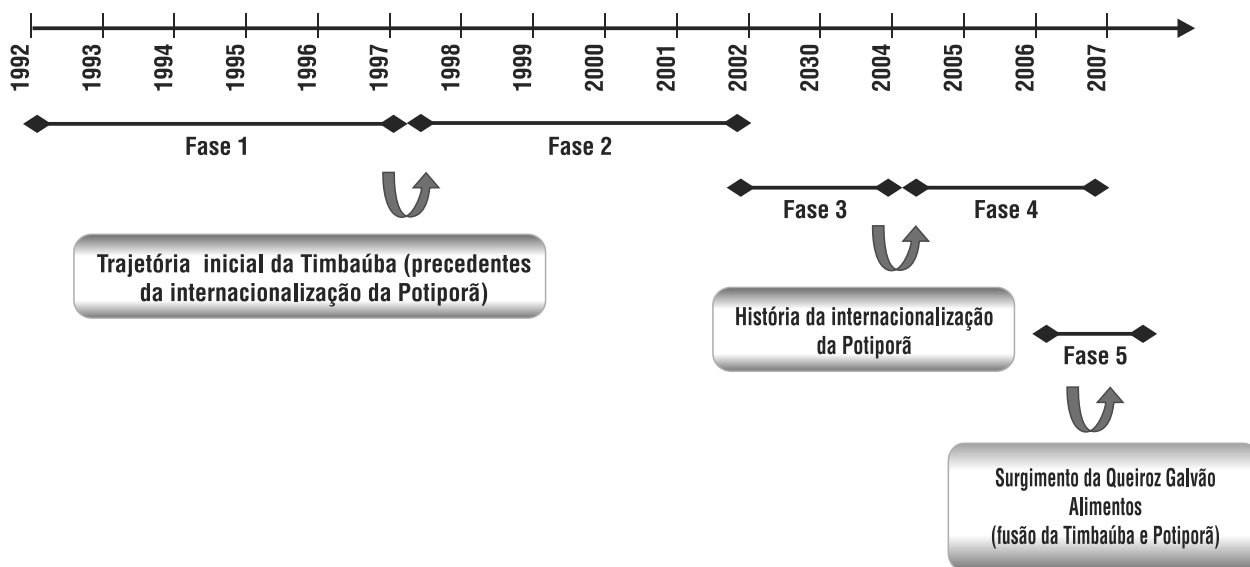 1992
1993
1994
1995
1996
1997
1998
1999
2000
2001
2002
2030
2004
2005
2006
2007
Fase 1
Fase 2
Fase 3
Fase 4
Trajetória inicial da Timbaúba (precedentes
da internacionalização da Potiporã)
História da internacionalização
da Potiporã
Fase 5
Surgimento da Queiroz Galvão
Alimentos
(fusão da Timbaúba e Potiporã)